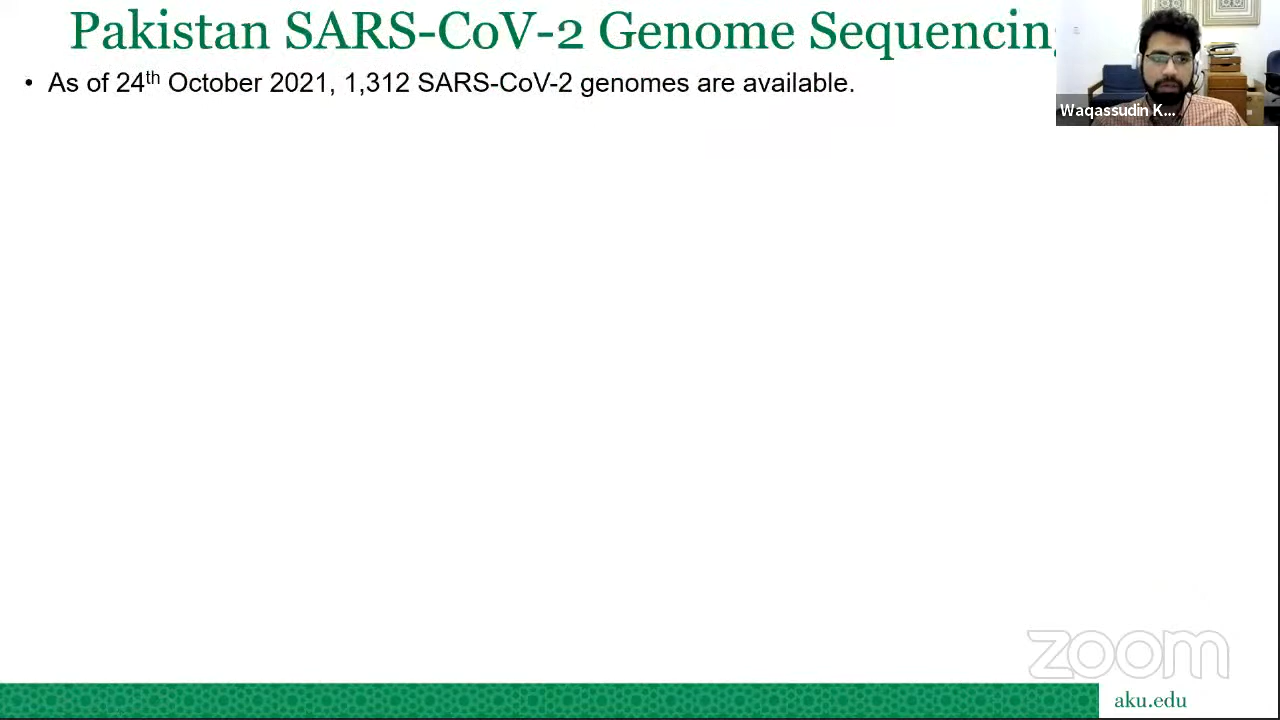 Pakistan SARS-CoV-2 Genome Sequencing
• As of 24th October 2021, 1,312 SARS-CoV-2 genomes are available.
Waqassudin K...
zoom
aku.edu